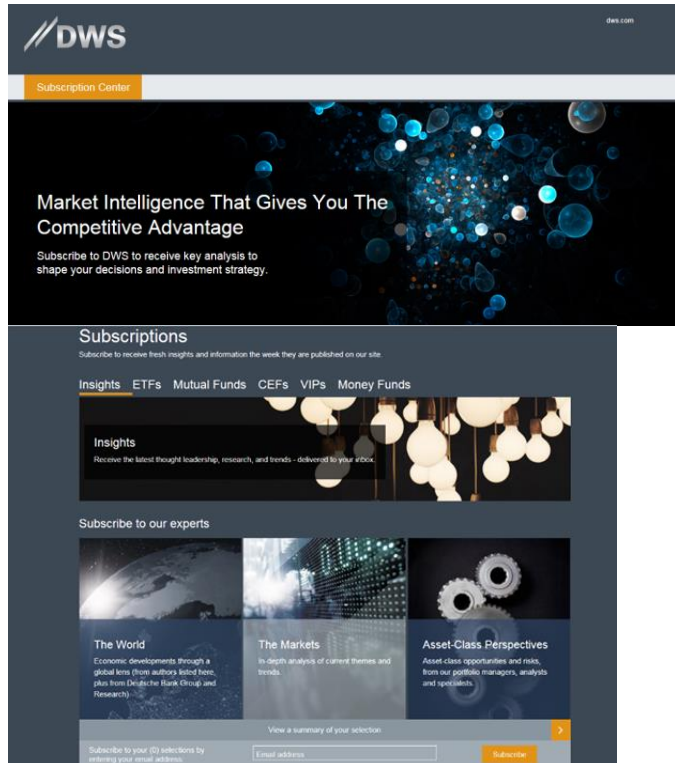 DWS
dws.com
Subscription Center
Market Intelligence That Gives You The
Competitive Advantage
Subscribe to DWS to receive key analysis to
shape your decisions and investment strategy.
Subscriptions
Subscribe to receive fresh insights and information the week they are published on our site.
Insights ETFs Mutual Funds CEFs VIPs Money Funds
Insights
Receive the latest thought leadership, research, and trends - delivered to your inbox.
Subscribe to our experts
The World
Economic developments through a
global lens (from authors listed here,
plus from Deutsche Bank Group and
Research)
The Markets
In-depth analysis of current themes and
trends.
Asset-Class Perspectives
Asset-class opportunities and risks,
from our portfolio managers, analysts
and specialists.
View a summary of your selection
Subscribe to your (0) selections by
entering your email address.
Email address
Subscribe